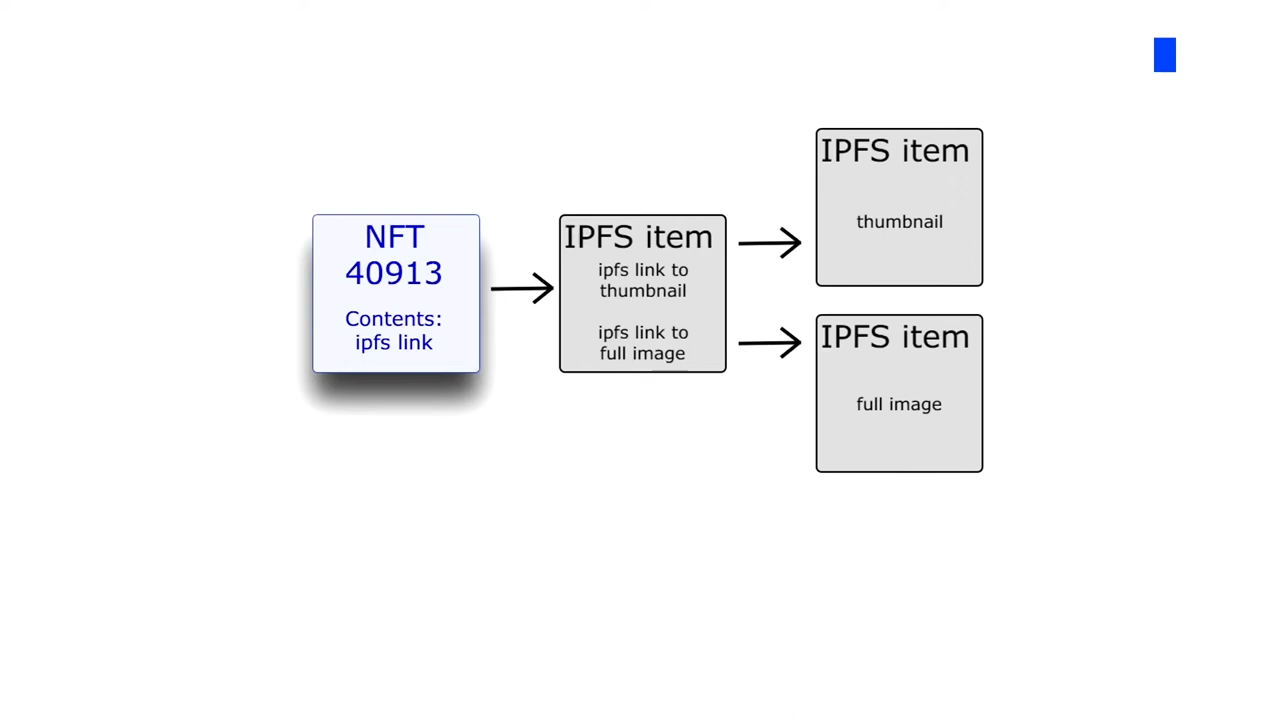 NFT
40913
Contents:
ipfs link
IPFS item
ipfs link to
thumbnail
ipfs link to
full image
IPFS item
thumbnail
IPFS item
full image